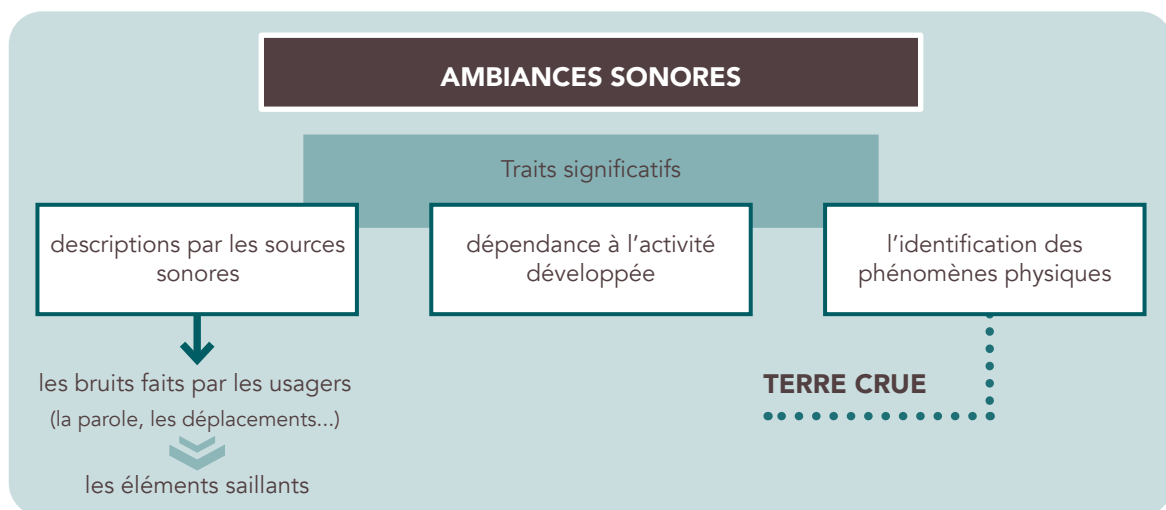 AMBIANCES SONORES
Traits significatifs
descriptions par les sources
sonores
dépendance à l’activité
développée
l’identification des
phénomènes physiques
les bruits faits par les usagers
(la parole, les déplacements...)
les éléments saillants
TERRE CRUE